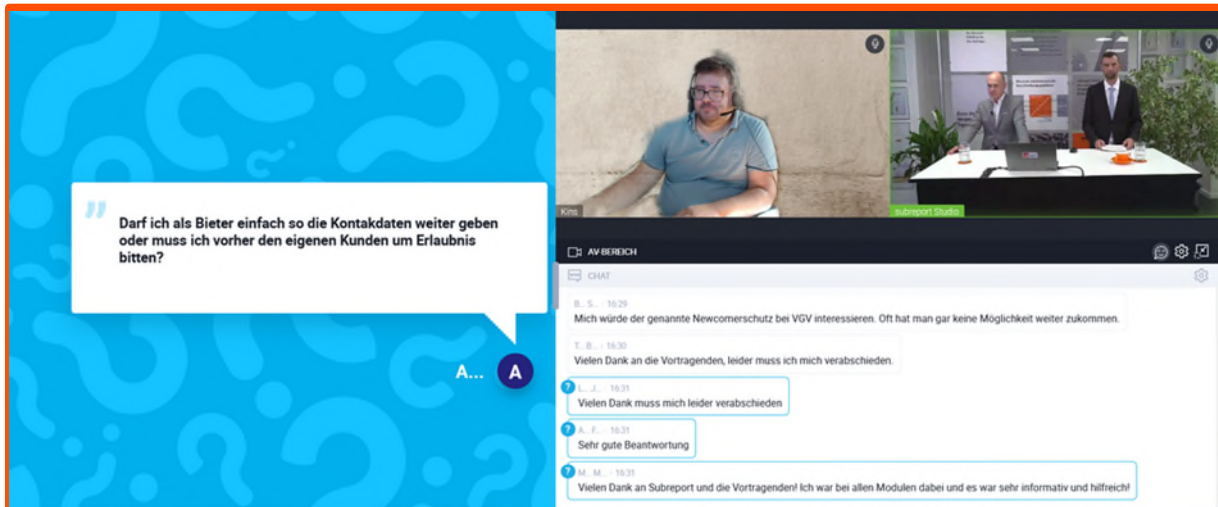 Darf ich als Bieter einfach so die Kontakdaten weiter geben
oder muss ich vorher den eigenen Kunden um Erlaubnis
bitten?
A...
A
Kins
subreport Studio
AV-BEREICH
CHAT
B.. S.. · 16:29
Mich würde der genannte Newcomerschutz bei VGV interessieren. Oft hat man gar keine Möglichkeit weiter zukommen.
T.. B.. · 16:30
Vielen Dank an die Vortragenden, leider muss ich mich verabschieden.
L.. J.. · 16:31
Vielen Dank muss mich leider verabschieden
A.. F.. · 16:31
Sehr gute Beantwortung
M.. M.. · 16:31
Vielen Dank an Subreport und die Vortragenden! Ich war bei allen Modulen dabei und es war sehr informativ und hilfreich!